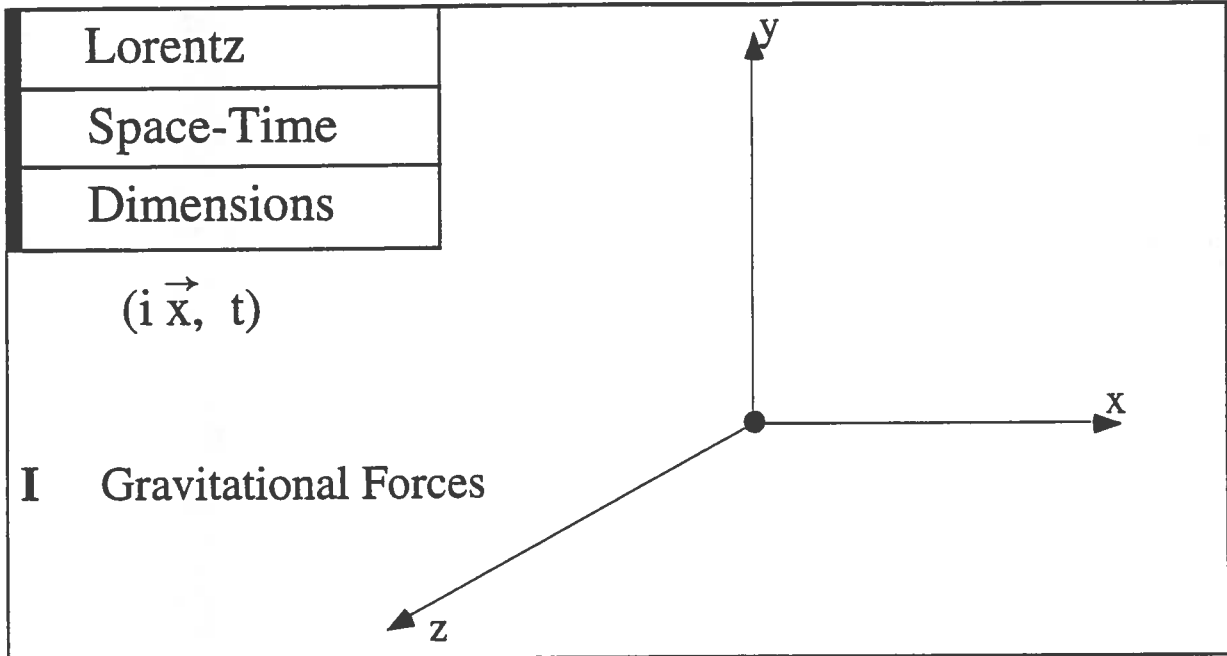 Lorentz
Space-Time
Dimensions
(i x⃗, t)
I Gravitational Forces
y
x
z